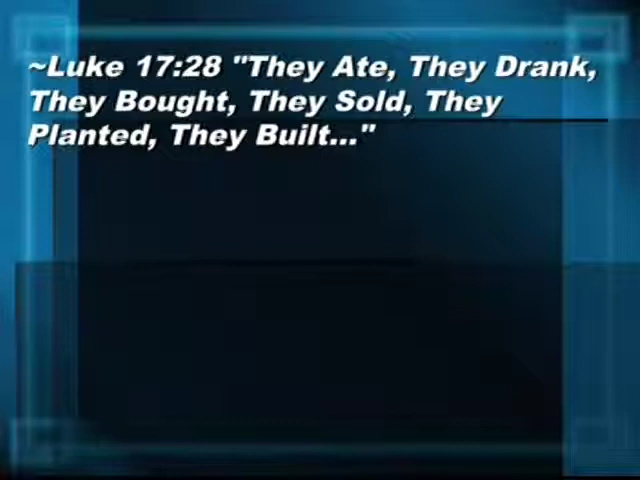 ~Luke 17:28 "They Ate, They Drank,
They Bought, They Sold, They
Planted, They Built..."